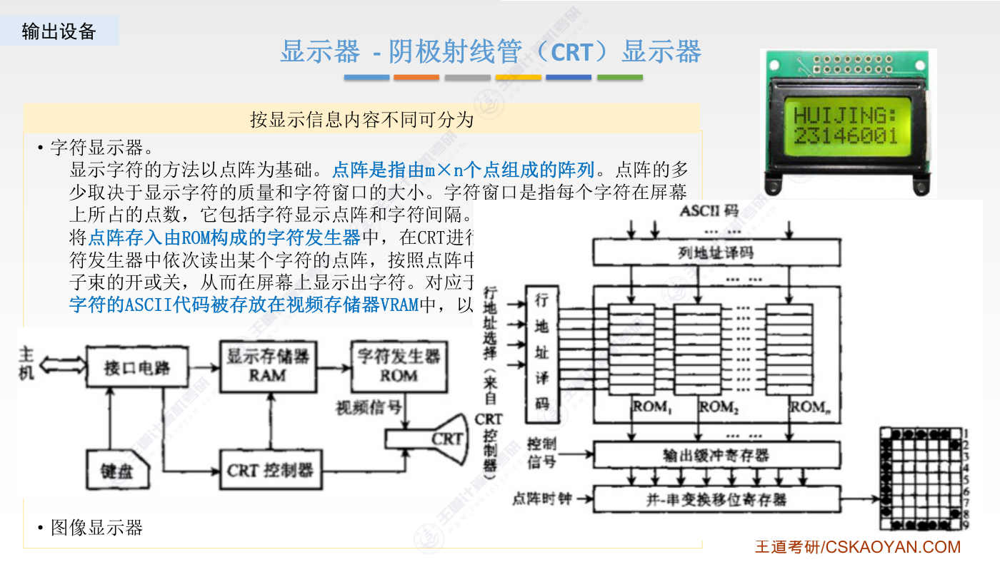 输出设备
显示器 - 阴极射线管（CRT）显示器
HUIJING:
23146001
按显示信息内容不同可分为
• 字符显示器。
显示字符的方法以点阵为基础。点阵是指由m×n个点组成的阵列。点阵的多
少取决于显示字符的质量和字符窗口的大小。字符窗口是指每个字符在屏幕
上所占的点数，它包括字符显示点阵和字符间隔。
将点阵存入由ROM构成的字符发生器中，在CRT进行
符发生器中依次读出某个字符的点阵，按照点阵中
子束的开或关，从而在屏幕上显示出字符。对应于
字符的ASCII代码被存放在视频存储器VRAM中，以
主机
接口电路
显示存储器
RAM
字符发生器
ROM
视频信号
CRT
键盘
CRT 控制器
ASCII 码
… …
列地址译码
… …
行地址选择（来自CRT控制器）
行地址译码
…
…
…
…
ROM1
ROM2
ROMn
… …
控制
信号
输出缓冲寄存器
点阵时钟
并-串变换移位寄存器
1
2
3
4
5
6
7
8
9
• 图像显示器
王道考研/CSKAOYAN.COM